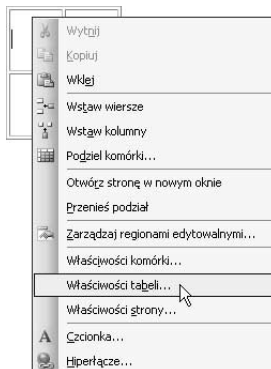 Wytnij
Kopiuj
Wklej
Wstaw wiersze
Wstaw kolumny
Podziel komórki...
Otwórz stronę w nowym oknie
Przenieś podział
Zarządzaj regionami edytowalnymi...
Właściwości komórki...
Właściwości tabeli...
Właściwości strony...
Czcionka...
Hiperłącze...